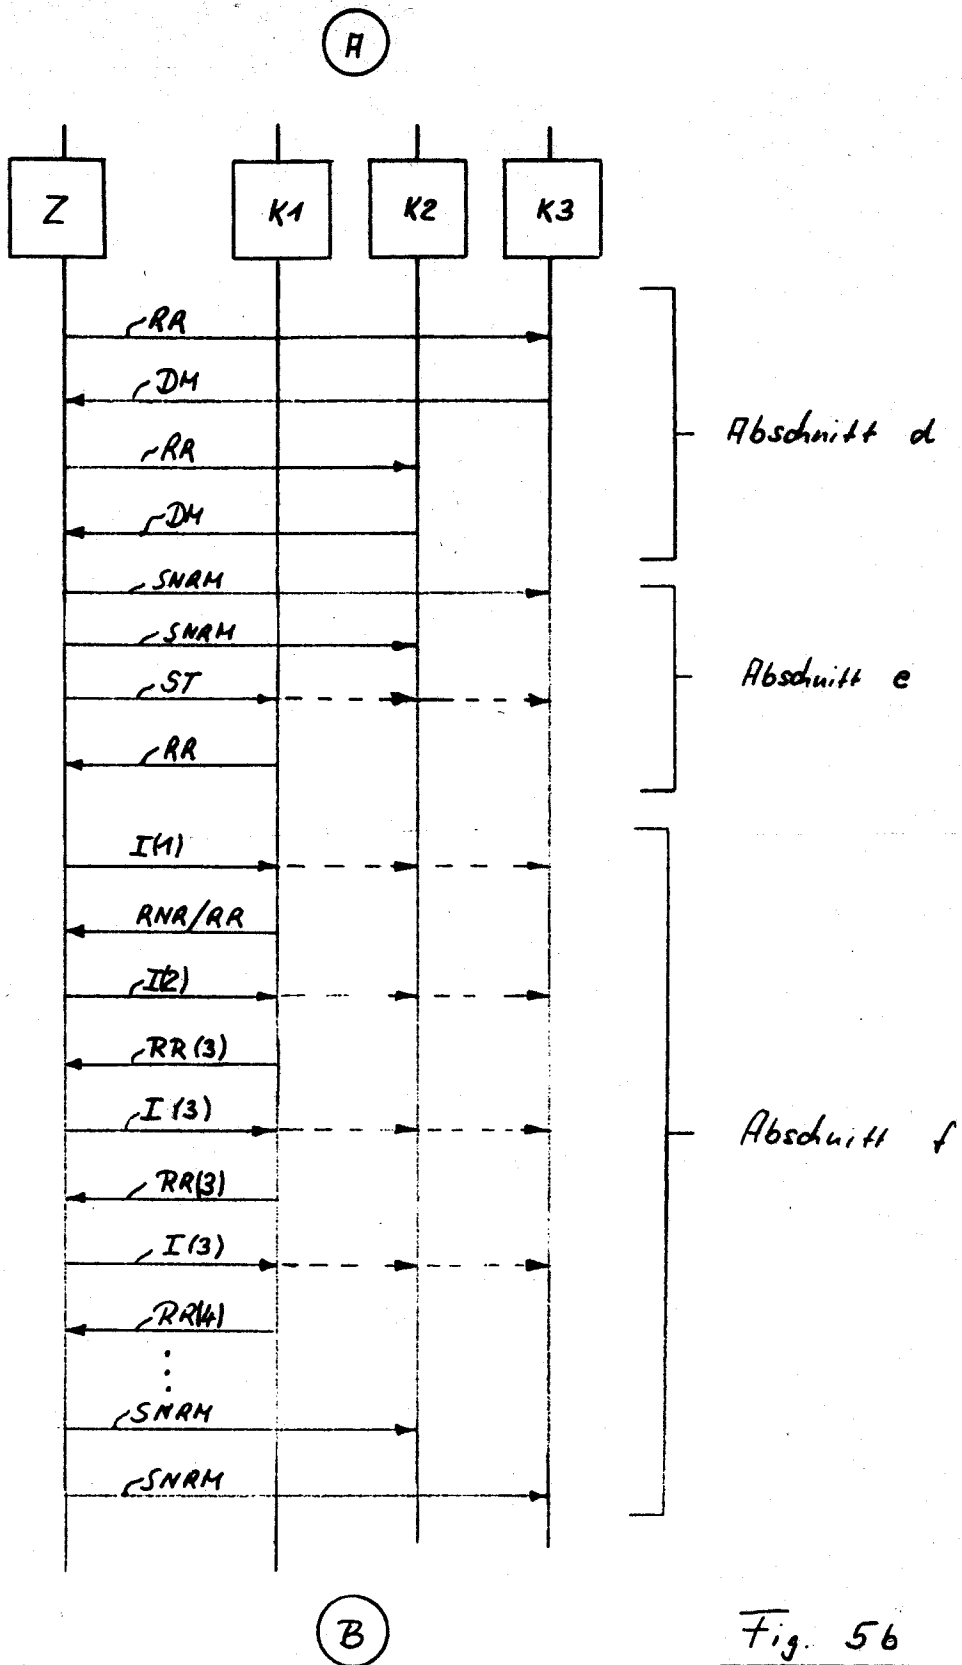 A
Z
K1
K2
K3
RR
DM
RR
DM
Abschnitt d
SNRM
SNRM
ST
RR
Abschnitt e
I(1)
RNR/RR
I(2)
RR(3)
I(3)
RR(3)
I(3)
RR(4)
SNRM
SNRM
Abschnitt f
B
Fig. 5b